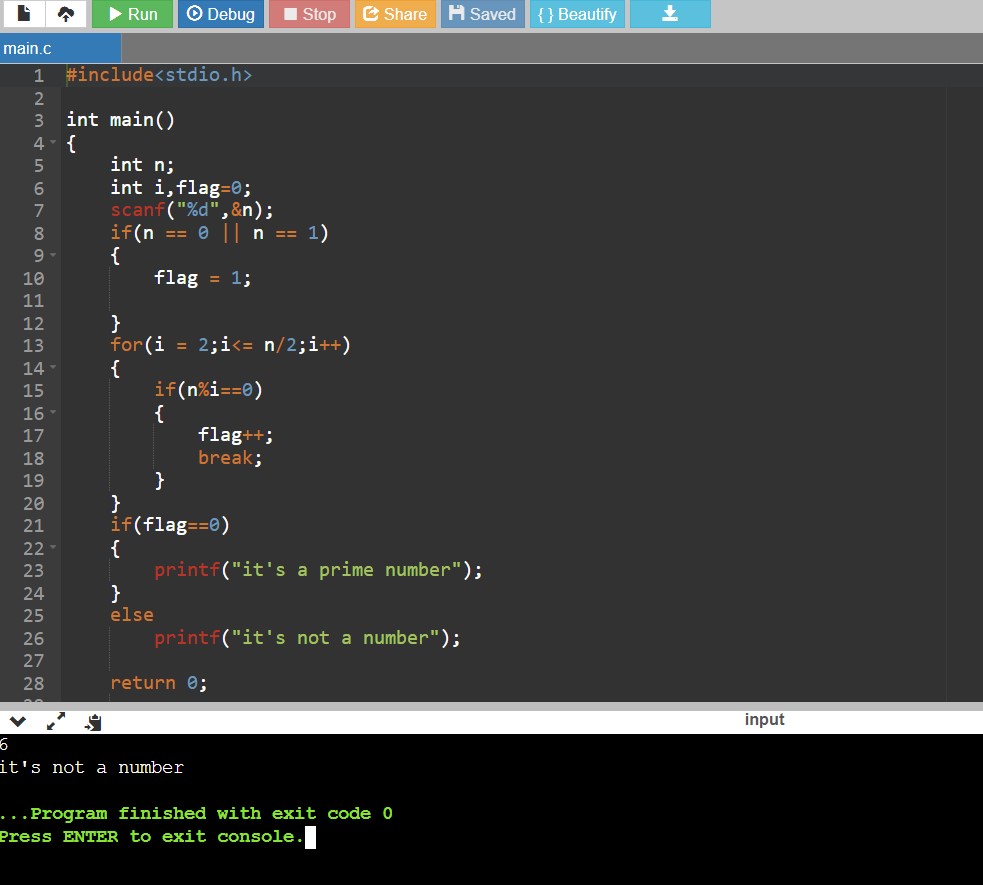 Run Debug Stop Share Saved { } Beautify
main.c
1 #include<stdio.h>
2
3 int main()
4 {
5     int n;
6     int i,flag=0;
7     scanf("%d",&n);
8     if(n == 0 || n == 1)
9     {
10         flag = 1;
11
12     }
13     for(i = 2;i<= n/2;i++)
14     {
15         if(n%i==0)
16         {
17             flag++;
18             break;
19         }
20     }
21     if(flag==0)
22     {
23         printf("it's a prime number");
24     }
25     else
26         printf("it's not a number");
27
28     return 0;
input
6
it's not a number
...Program finished with exit code 0
Press ENTER to exit console.